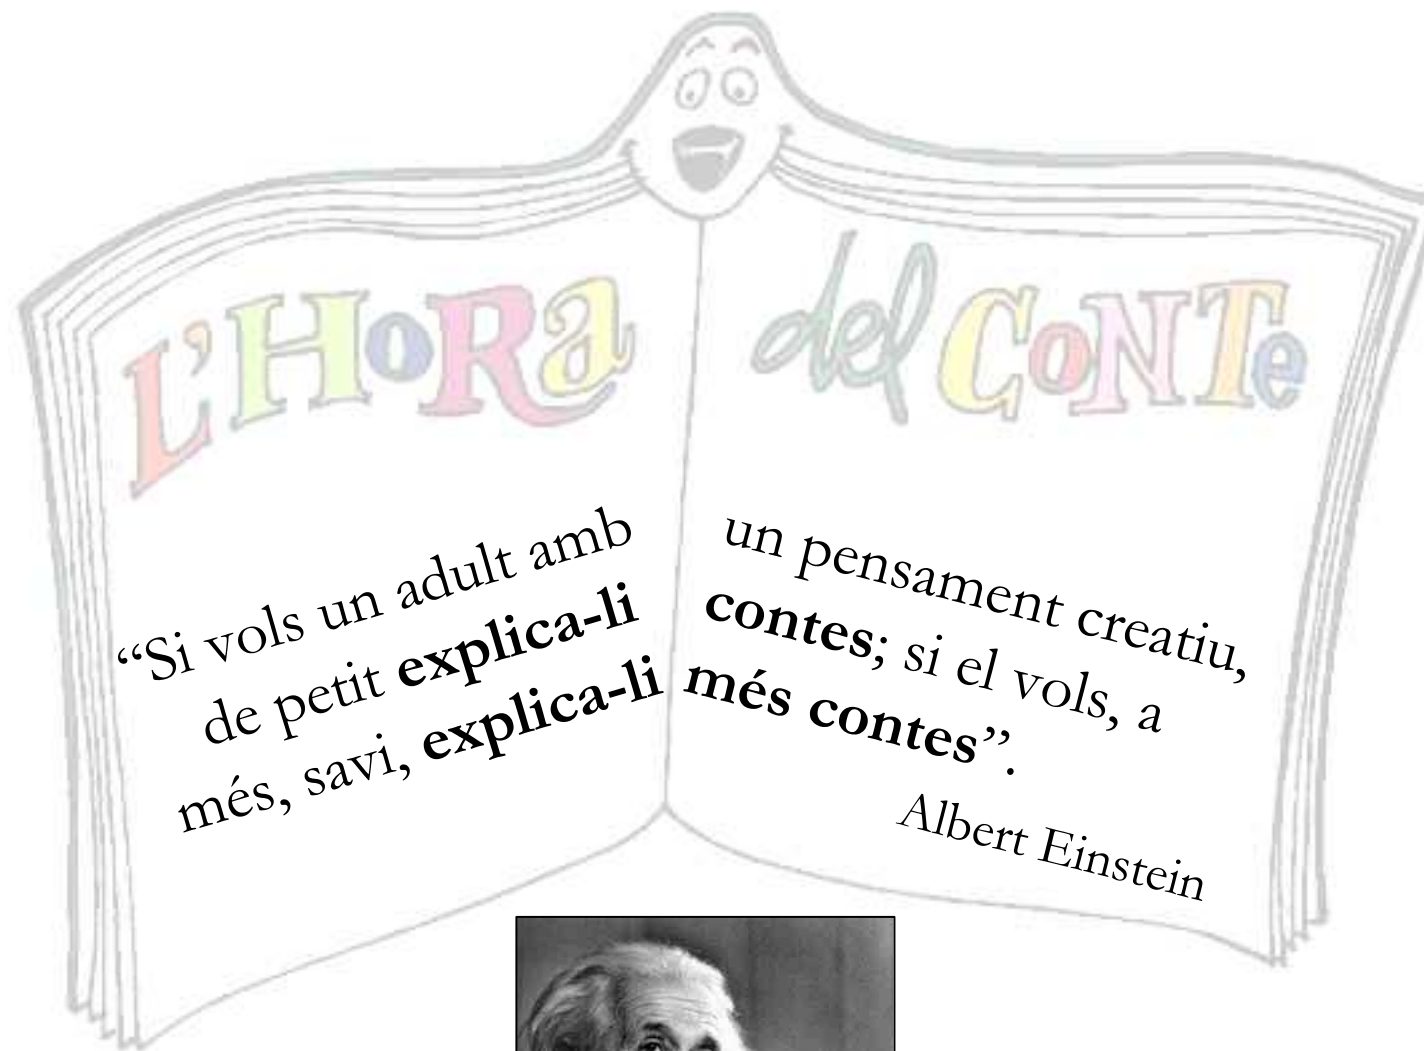 L'HoRa del CoNTe
“Si vols un adult amb un pensament creatiu,
de petit explica-li contes; si el vols, a
més, savi, explica-li més contes”.
Albert Einstein